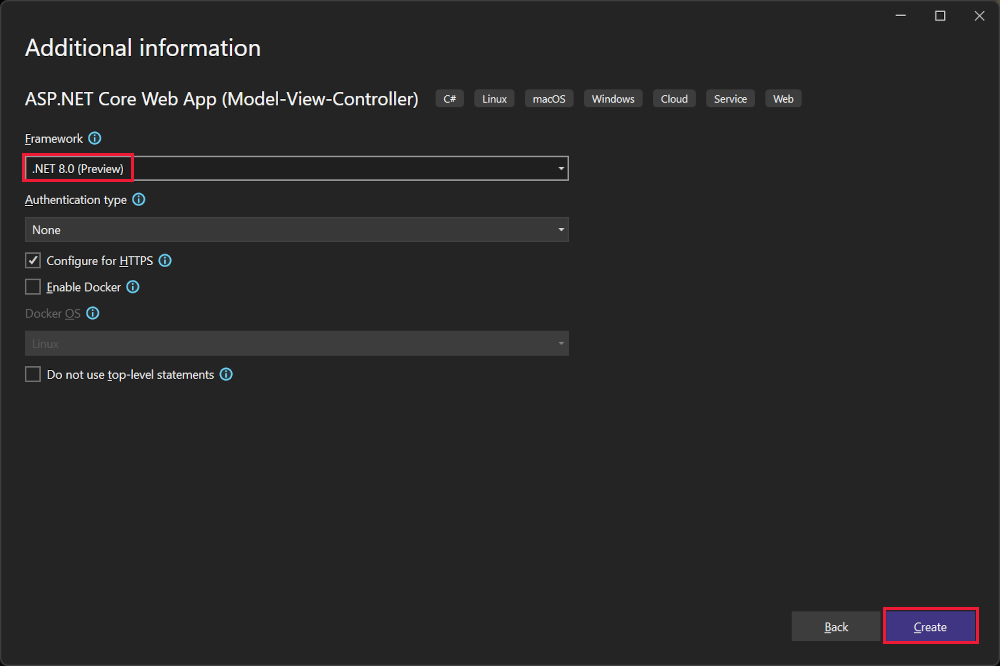 Additional information
ASP.NET Core Web App (Model-View-Controller) C# Linux macOS Windows Cloud Service Web
Framework
.NET 8.0 (Preview)
Authentication type
None
Configure for HTTPS
Enable Docker
Docker OS
Linux
Do not use top-level statements
Back Create